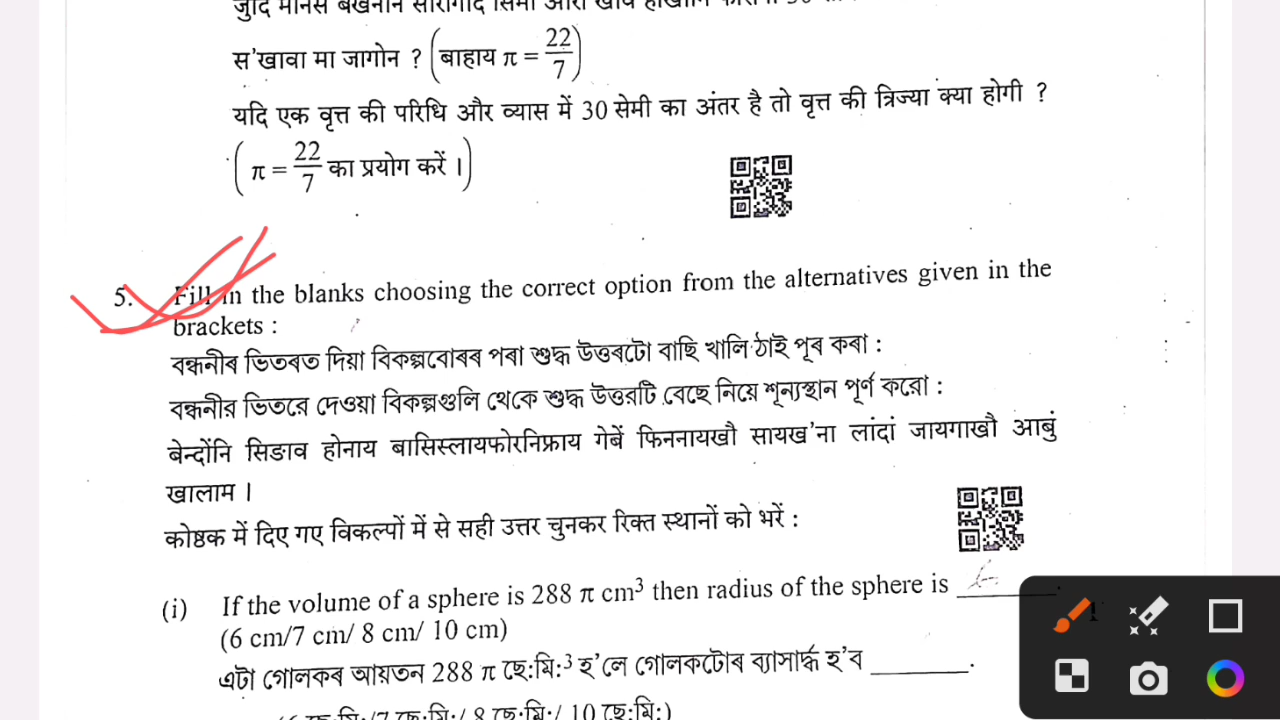 स'खावा मा जागोन ? (बाहाय π = 22/7)
यदि एक वृत्त की परिधि और व्यास में 30 सेमी का अंतर है तो वृत्त की त्रिज्या क्या होगी ?
(π = 22/7 का प्रयोग करें ।)
5. Fill in the blanks choosing the correct option from the alternatives given in the
brackets :
বন্ধনীৰ ভিতৰত দিয়া বিকল্পবোৰৰ পৰা শুদ্ধ উত্তৰটো বাছি খালি ঠাই পূৰ কৰা :
বন্ধনীর ভিতরে দেওয়া বিকল্পগুলি থেকে শুদ্ধ উত্তরটি বেছে নিয়ে শূন্যস্থান পূর্ণ করো :
बेन्दोंनि सिङाव होनाय बासिस्लायफोरनिफ्राय गेबें फिननायखौ सायख'ना लांदां जायगाखौ आबुं
खालाम ।
कोष्ठक में दिए गए विकल्पों में से सही उत्तर चुनकर रिक्त स्थानों को भरें :
(i) If the volume of a sphere is 288 π cm³ then radius of the sphere is ______.
(6 cm/7 cm/ 8 cm/ 10 cm)
এটা গোলকৰ আয়তন 288 π ছে:মি:³ হ'লে গোলকটোৰ ব্যাসাৰ্দ্ধ হ'ব ______.